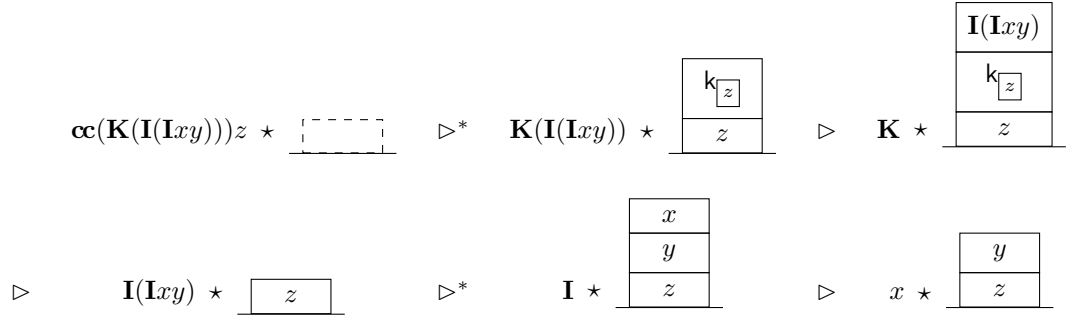 cc(K(I(Ixy)))z ⋆ ▷* K(I(Ixy)) ⋆ k z z ▷ K ⋆ I(Ixy) k z z
▷ I(Ixy) ⋆ z ▷* I ⋆ x y z ▷ x ⋆ y z